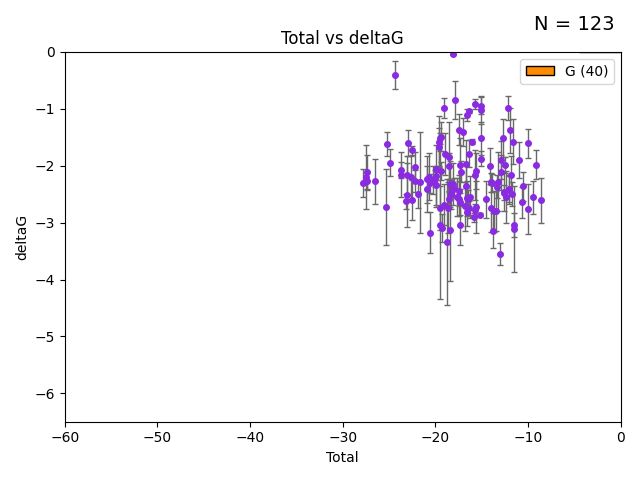 N = 123
Total vs deltaG
G (40)
deltaG
0
−1
−2
−3
−4
−5
−6
−60
−50
−40
−30
−20
−10
0
Total